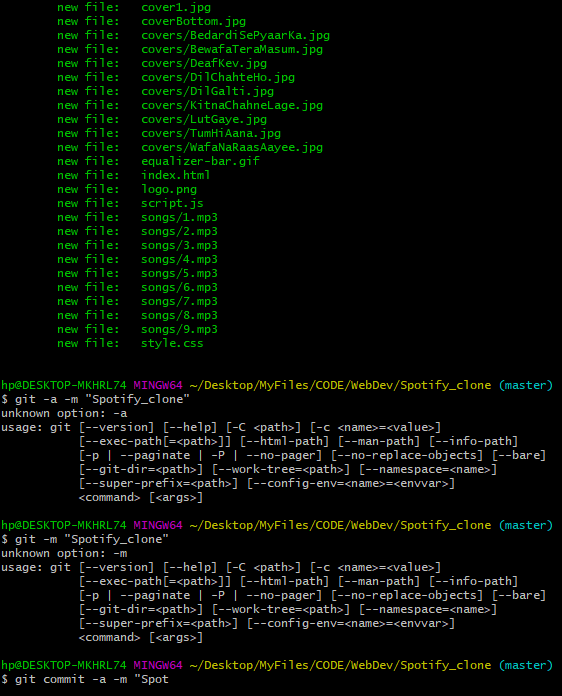 new file:   cover1.jpg
new file:   coverBottom.jpg
new file:   covers/BedardiSePyaarKa.jpg
new file:   covers/BewafaTeraMasum.jpg
new file:   covers/DeafKev.jpg
new file:   covers/DilChahteHo.jpg
new file:   covers/DilGalti.jpg
new file:   covers/KitnaChahneLage.jpg
new file:   covers/LutGaye.jpg
new file:   covers/TumHiAana.jpg
new file:   covers/WafaNaRaasAayee.jpg
new file:   equalizer-bar.gif
new file:   index.html
new file:   logo.png
new file:   script.js
new file:   songs/1.mp3
new file:   songs/2.mp3
new file:   songs/3.mp3
new file:   songs/4.mp3
new file:   songs/5.mp3
new file:   songs/6.mp3
new file:   songs/7.mp3
new file:   songs/8.mp3
new file:   songs/9.mp3
new file:   style.css
hp@DESKTOP-MKHRL74 MINGW64 ~/Desktop/MyFiles/CODE/WebDev/Spotify_clone (master)
$ git -a -m "Spotify_clone"
unknown option: -a
usage: git [--version] [--help] [-C <path>] [-c <name>=<value>]
           [--exec-path[=<path>]] [--html-path] [--man-path] [--info-path]
           [-p | --paginate | -P | --no-pager] [--no-replace-objects] [--bare]
           [--git-dir=<path>] [--work-tree=<path>] [--namespace=<name>]
           [--super-prefix=<path>] [--config-env=<name>=<envvar>]
           <command> [<args>]
hp@DESKTOP-MKHRL74 MINGW64 ~/Desktop/MyFiles/CODE/WebDev/Spotify_clone (master)
$ git -m "Spotify_clone"
unknown option: -m
usage: git [--version] [--help] [-C <path>] [-c <name>=<value>]
           [--exec-path[=<path>]] [--html-path] [--man-path] [--info-path]
           [-p | --paginate | -P | --no-pager] [--no-replace-objects] [--bare]
           [--git-dir=<path>] [--work-tree=<path>] [--namespace=<name>]
           [--super-prefix=<path>] [--config-env=<name>=<envvar>]
           <command> [<args>]
hp@DESKTOP-MKHRL74 MINGW64 ~/Desktop/MyFiles/CODE/WebDev/Spotify_clone (master)
$ git commit -a -m "Spot